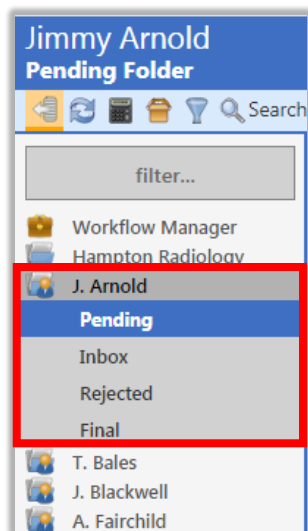 Jimmy Arnold
Pending Folder
Search
filter...
Workflow Manager
Hampton Radiology
J. Arnold
Pending
Inbox
Rejected
Final
T. Bales
J. Blackwell
A. Fairchild